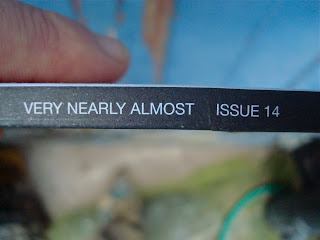 VERY NEARLY ALMOST ISSUE 14